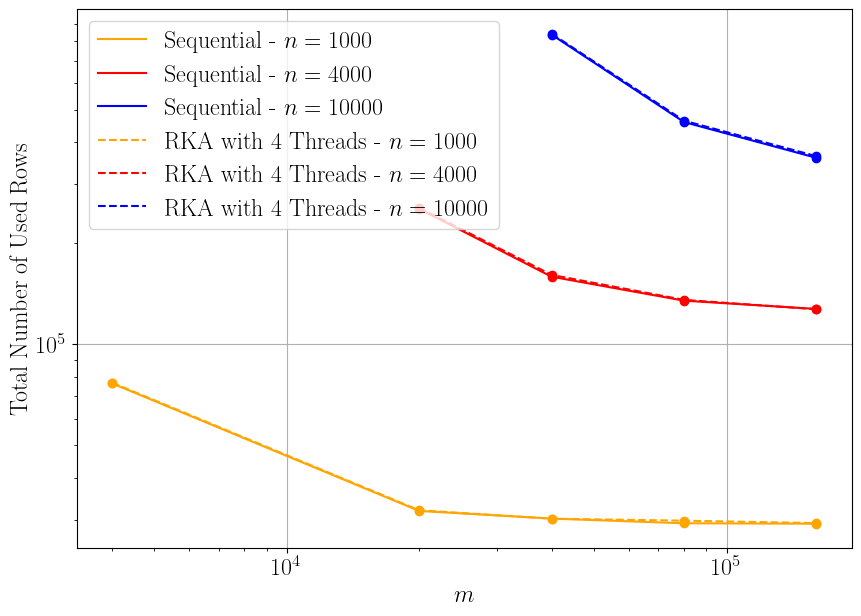 Sequential - n = 1000
Sequential - n = 4000
Sequential - n = 10000
RKA with 4 Threads - n = 1000
RKA with 4 Threads - n = 4000
RKA with 4 Threads - n = 10000
Total Number of Used Rows
10^5
10^4
10^5
m